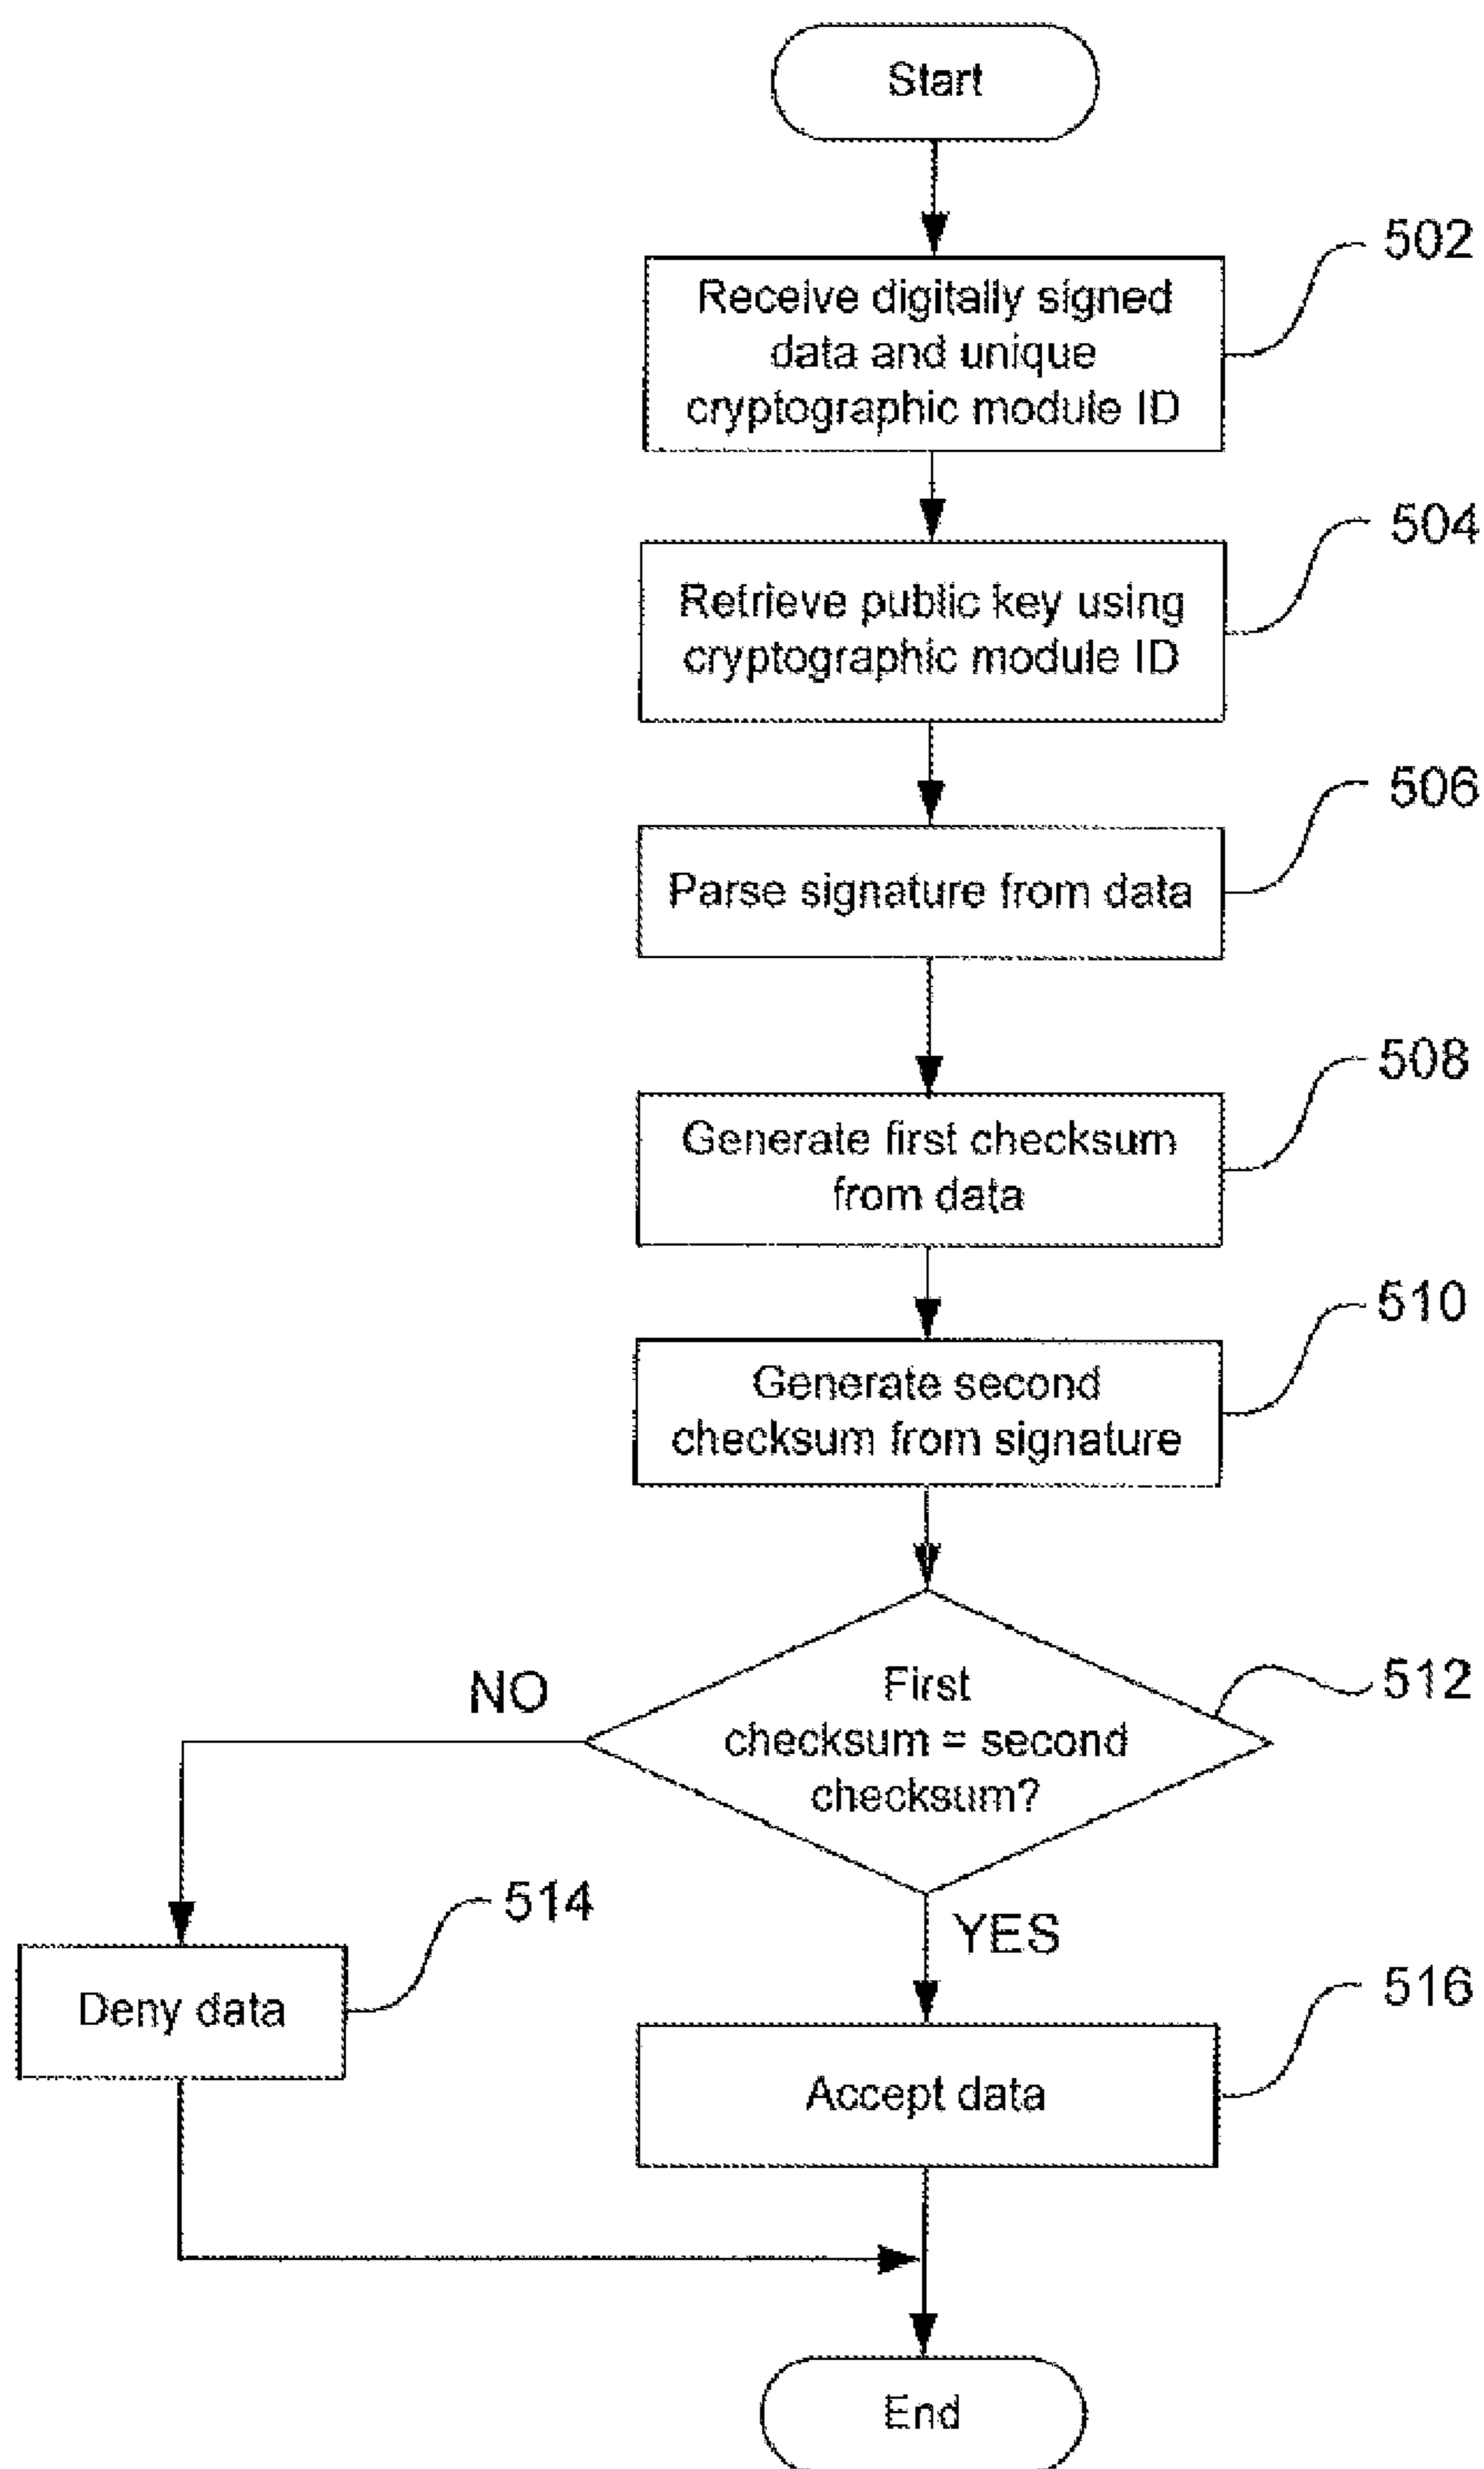 Start
502
Receive digitally signed
data and unique
cryptographic module ID
504
Retrieve public key using
cryptographic module ID
506
Parse signature from data
508
Generate first checksum
from data
510
Generate second
checksum from signature
512
First
checksum = second
checksum?
NO
YES
514
Deny data
516
Accept data
End